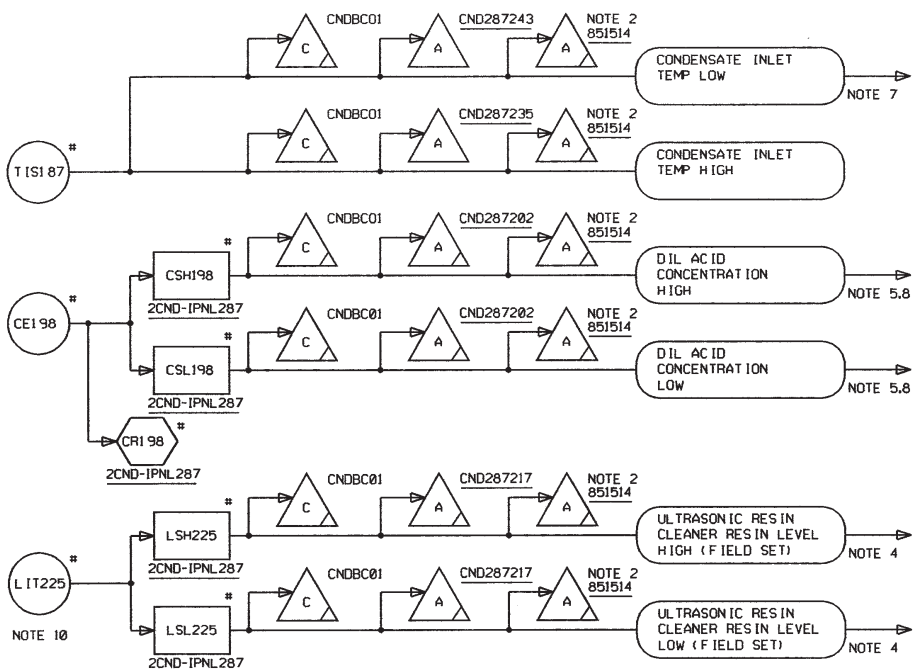 CNDBC01
CND287243
NOTE 2
851514
C
A
A
CONDENSATE INLET
TEMP LOW
NOTE 7
CNDBC01
CND287235
NOTE 2
851514
C
A
A
CONDENSATE INLET
TEMP HIGH
#
TIS187
CNDBC01
CND287202
NOTE 2
851514
C
A
A
#
CSH198
2CND-IPNL287
DIL ACID
CONCENTRATION
HIGH
NOTE 5.8
#
CE198
CNDBC01
CND287202
NOTE 2
851514
C
A
A
#
CSL198
2CND-IPNL287
DIL ACID
CONCENTRATION
LOW
NOTE 5.8
#
CR198
2CND-IPNL287
CNDBC01
CND287217
NOTE 2
851514
C
A
A
#
LSH225
2CND-IPNL287
ULTRASONIC RESIN
CLEANER RESIN LEVEL
HIGH (FIELD SET)
NOTE 4
#
LIT225
NOTE 10
CNDBC01
CND287217
NOTE 2
851514
C
A
A
#
LSL225
2CND-IPNL287
ULTRASONIC RESIN
CLEANER RESIN LEVEL
LOW (FIELD SET)
NOTE 4